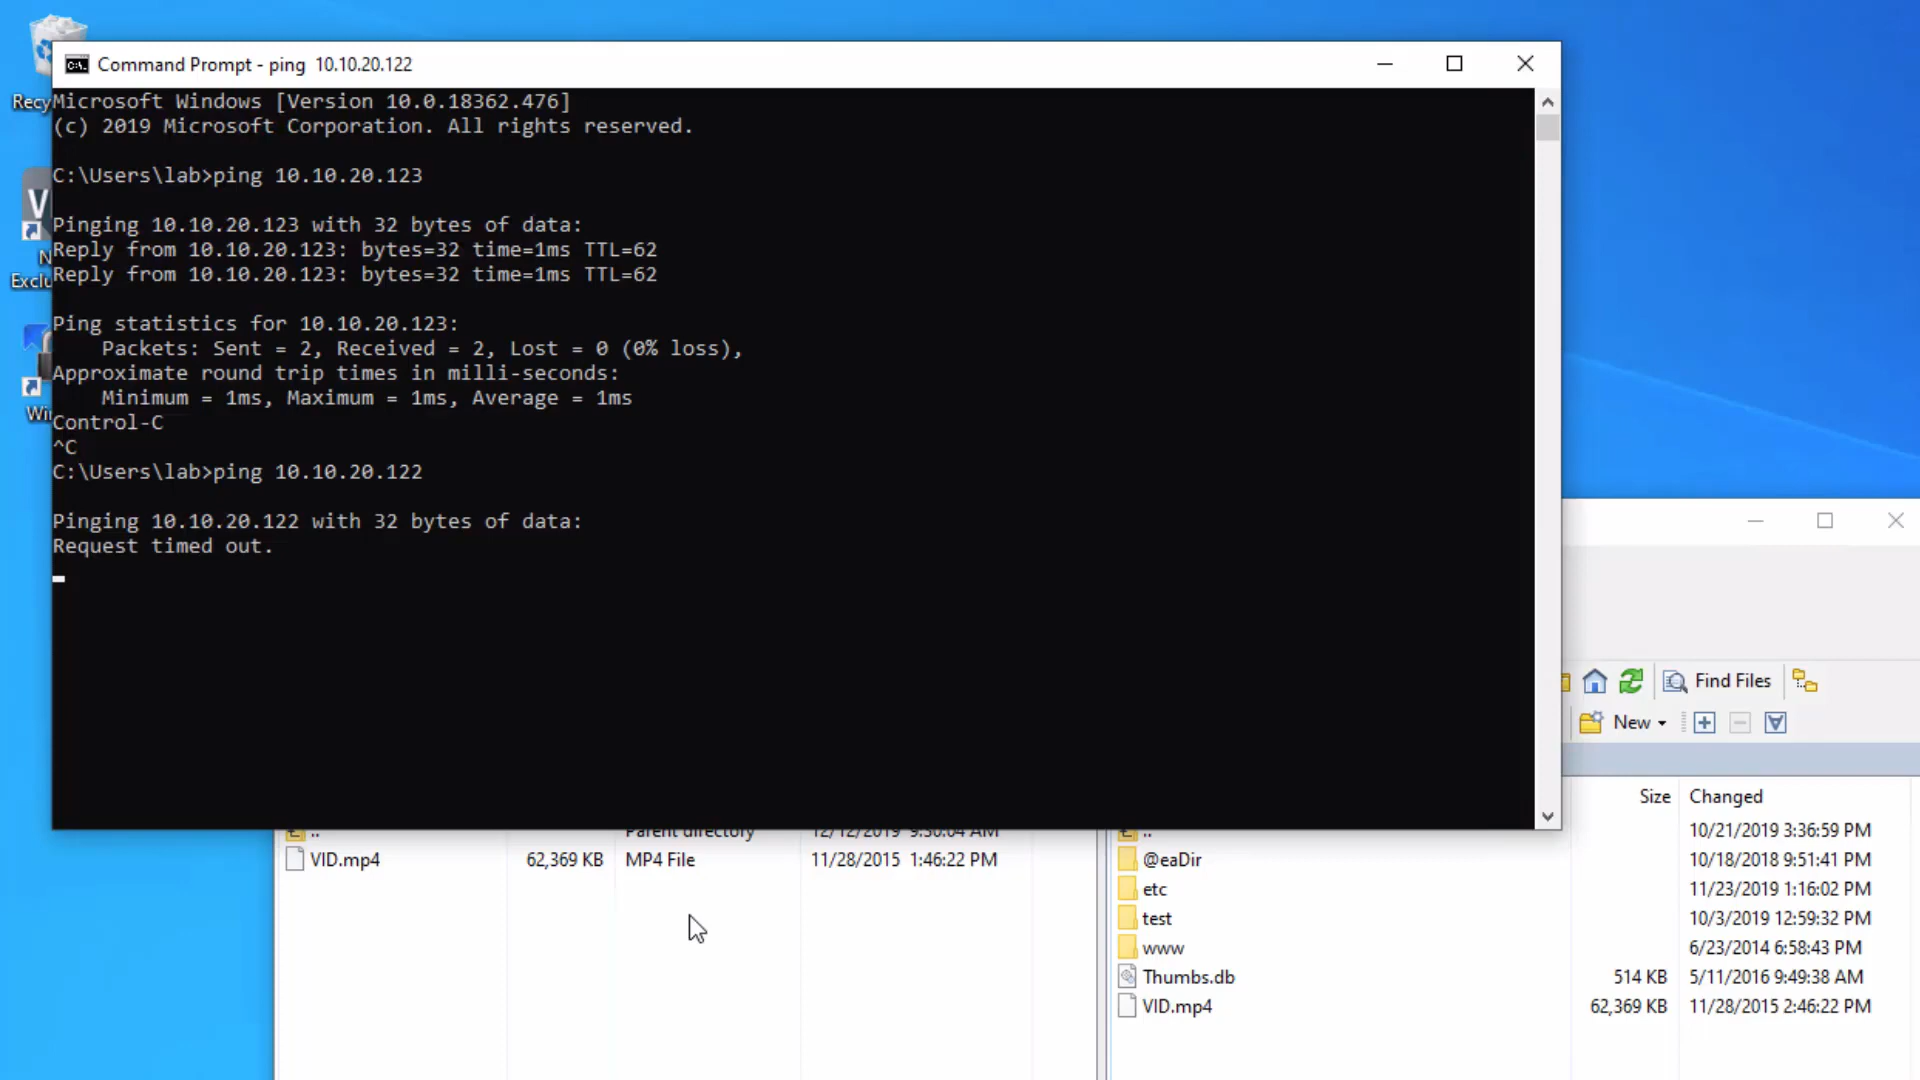 Command Prompt - ping  10.10.20.122
Microsoft Windows [Version 10.0.18362.476]
(c) 2019 Microsoft Corporation. All rights reserved.
C:\Users\lab>ping 10.10.20.123
Pinging 10.10.20.123 with 32 bytes of data:
Reply from 10.10.20.123: bytes=32 time=1ms TTL=62
Reply from 10.10.20.123: bytes=32 time=1ms TTL=62
Ping statistics for 10.10.20.123:
    Packets: Sent = 2, Received = 2, Lost = 0 (0% loss),
Approximate round trip times in milli-seconds:
    Minimum = 1ms, Maximum = 1ms, Average = 1ms
Control-C
^C
C:\Users\lab>ping 10.10.20.122
Pinging 10.10.20.122 with 32 bytes of data:
Request timed out.
Recy
V
N
Exclu
Wi
Find Files
New
Size Changed
.. Parent directory 12/12/2019 9:30:04 AM
VID.mp4 62,369 KB MP4 File 11/28/2015 1:46:22 PM
.. 10/21/2019 3:36:59 PM
@eaDir 10/18/2018 9:51:41 PM
etc 11/23/2019 1:16:02 PM
test 10/3/2019 12:59:32 PM
www 6/23/2014 6:58:43 PM
Thumbs.db 514 KB 5/11/2016 9:49:38 AM
VID.mp4 62,369 KB 11/28/2015 2:46:22 PM